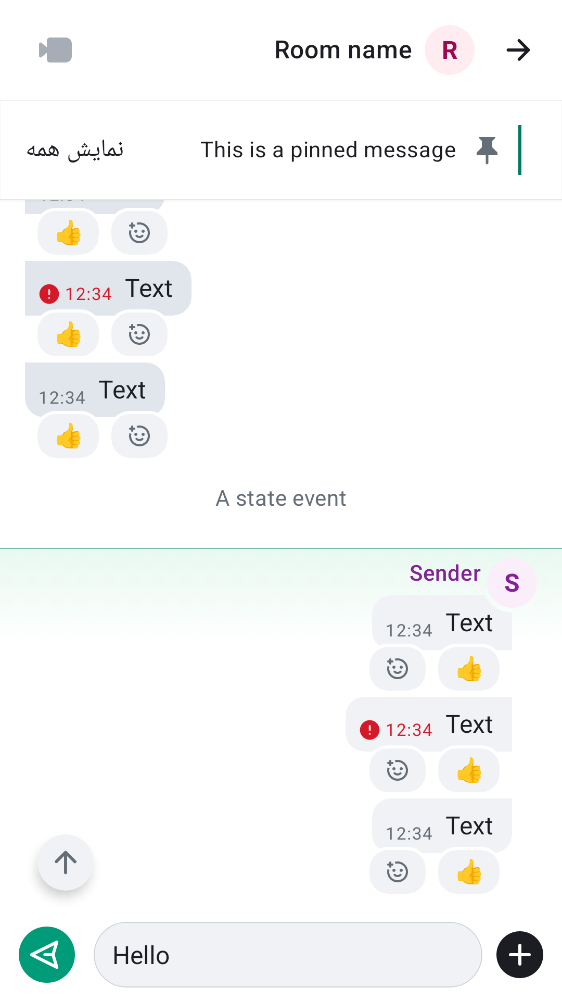 Room name
R
This is a pinned message
نمایش همه
12:34
Text
12:34
Text
A state event
Sender
S
12:34
Text
12:34
Text
12:34
Text
Hello